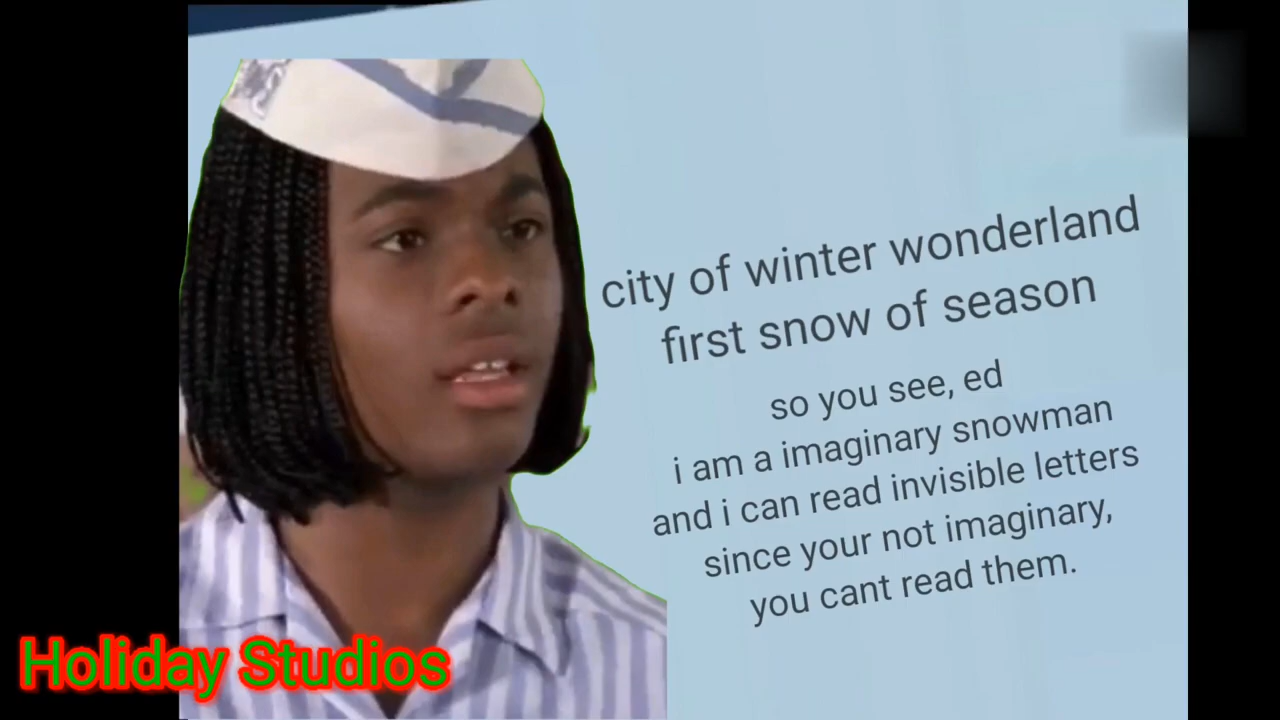 city of winter wonderland
first snow of season
so you see, ed
i am a imaginary snowman
and i can read invisible letters
since your not imaginary,
you cant read them.
Holiday Studios